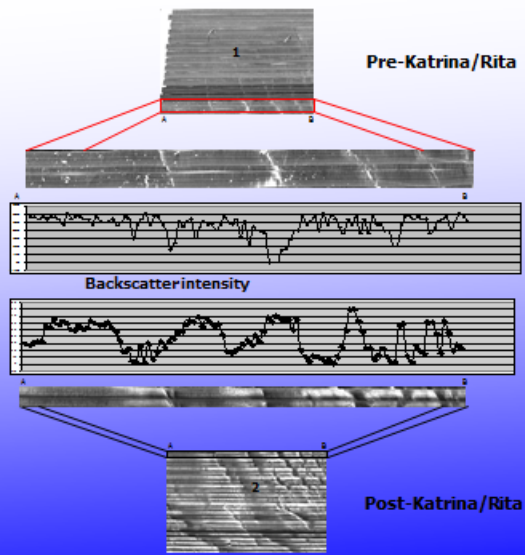 1
Pre-Katrina/Rita
A B
A B
Backscatter intensity
A B
A B
2
Post-Katrina/Rita